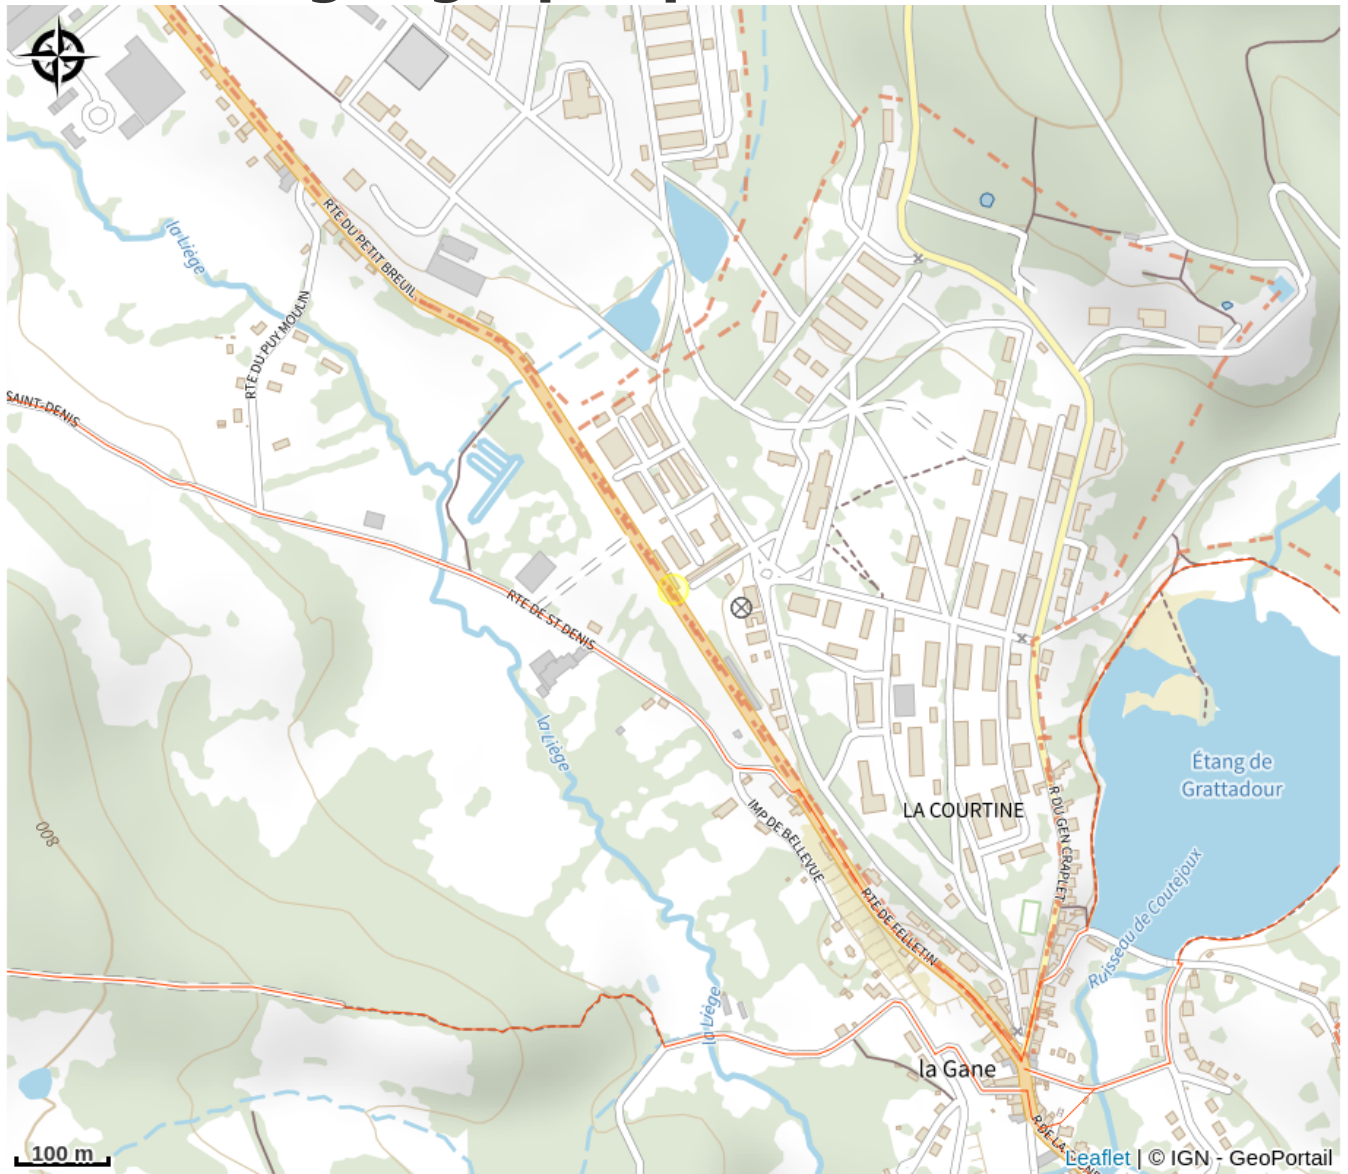 la Liège
RTE DU PETIT BREUIL
RTE DU PUY MOULIN
SAINT-DENIS
RTE DE ST DENIS
la Liège
Étang de
Grattadour
LA COURTINE
R DU GEN CRAPLET
IMP DE BELLEVUE
800
RTE DE FELLETIN
Ruisseau de Coutejoux
la Liège
la Gane
R DE LA
100 m
Leaflet | © IGN - GeoPortail